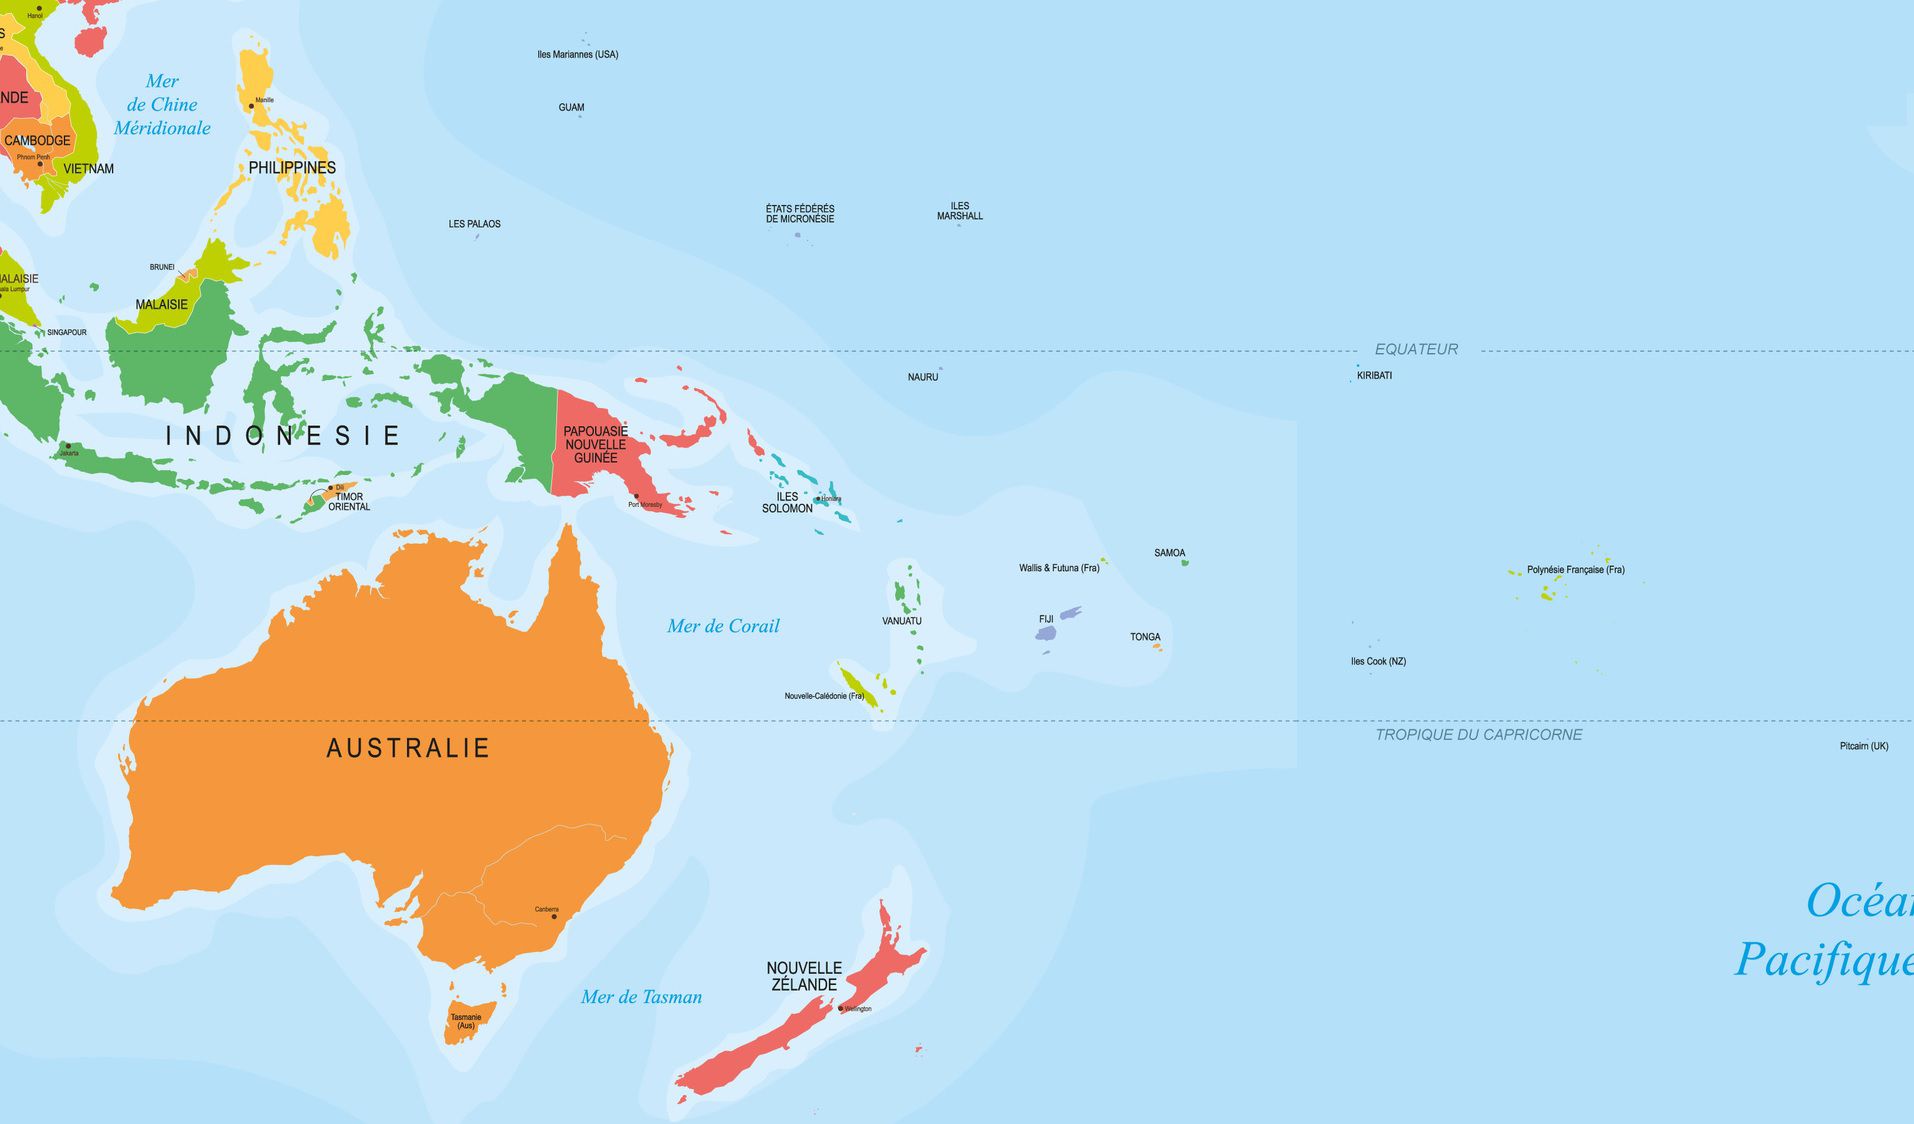 Hanoï
Iles Mariannes (USA)
Mer
de Chine
Méridionale
Manille
GUAM
CAMBODGE
Phnom Penh
VIETNAM
PHILIPPINES
LES PALAOS
ÉTATS FÉDÉRÉS
DE MICRONÉSIE
ILES
MARSHALL
BRUNEI
ALAISIE
ala Lumpur
MALAISIE
SINGAPOUR
EQUATEUR
NAURU
KIRIBATI
INDONESIE
Jakarta
PAPOUASIE
NOUVELLE
GUINÉE
Port Moresby
Dili
TIMOR
ORIENTAL
ILES
SOLOMON
Honiara
Wallis & Futuna (Fra)
SAMOA
Polynésie Française (Fra)
Mer de Corail
VANUATU
FIJI
TONGA
Iles Cook (NZ)
Nouvelle-Calédonie (Fra)
AUSTRALIE
TROPIQUE DU CAPRICORNE
Pitcairn (UK)
Canberra
Océa
Pacifique
NOUVELLE
ZÉLANDE
Wellington
Mer de Tasman
Tasmanie
(Aus)